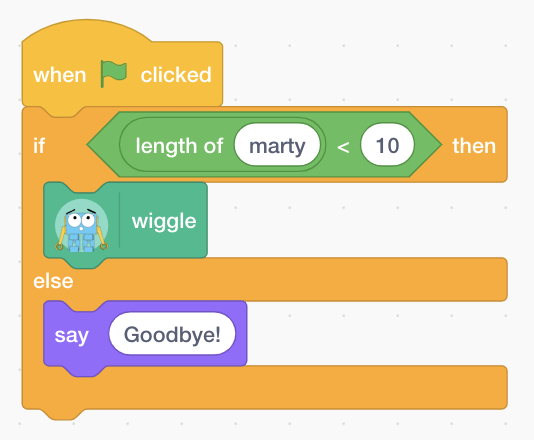 when clicked
if length of marty < 10 then
wiggle
else
say Goodbye!